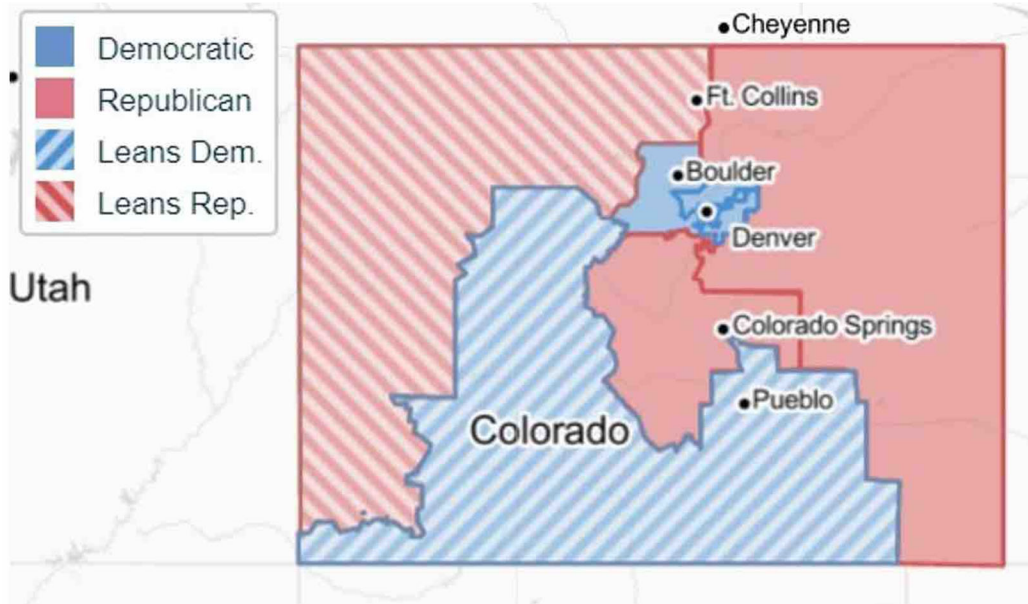 Democratic
Republican
Leans Dem.
Leans Rep.
Cheyenne
Ft. Collins
Boulder
Denver
Utah
Colorado Springs
Pueblo
Colorado